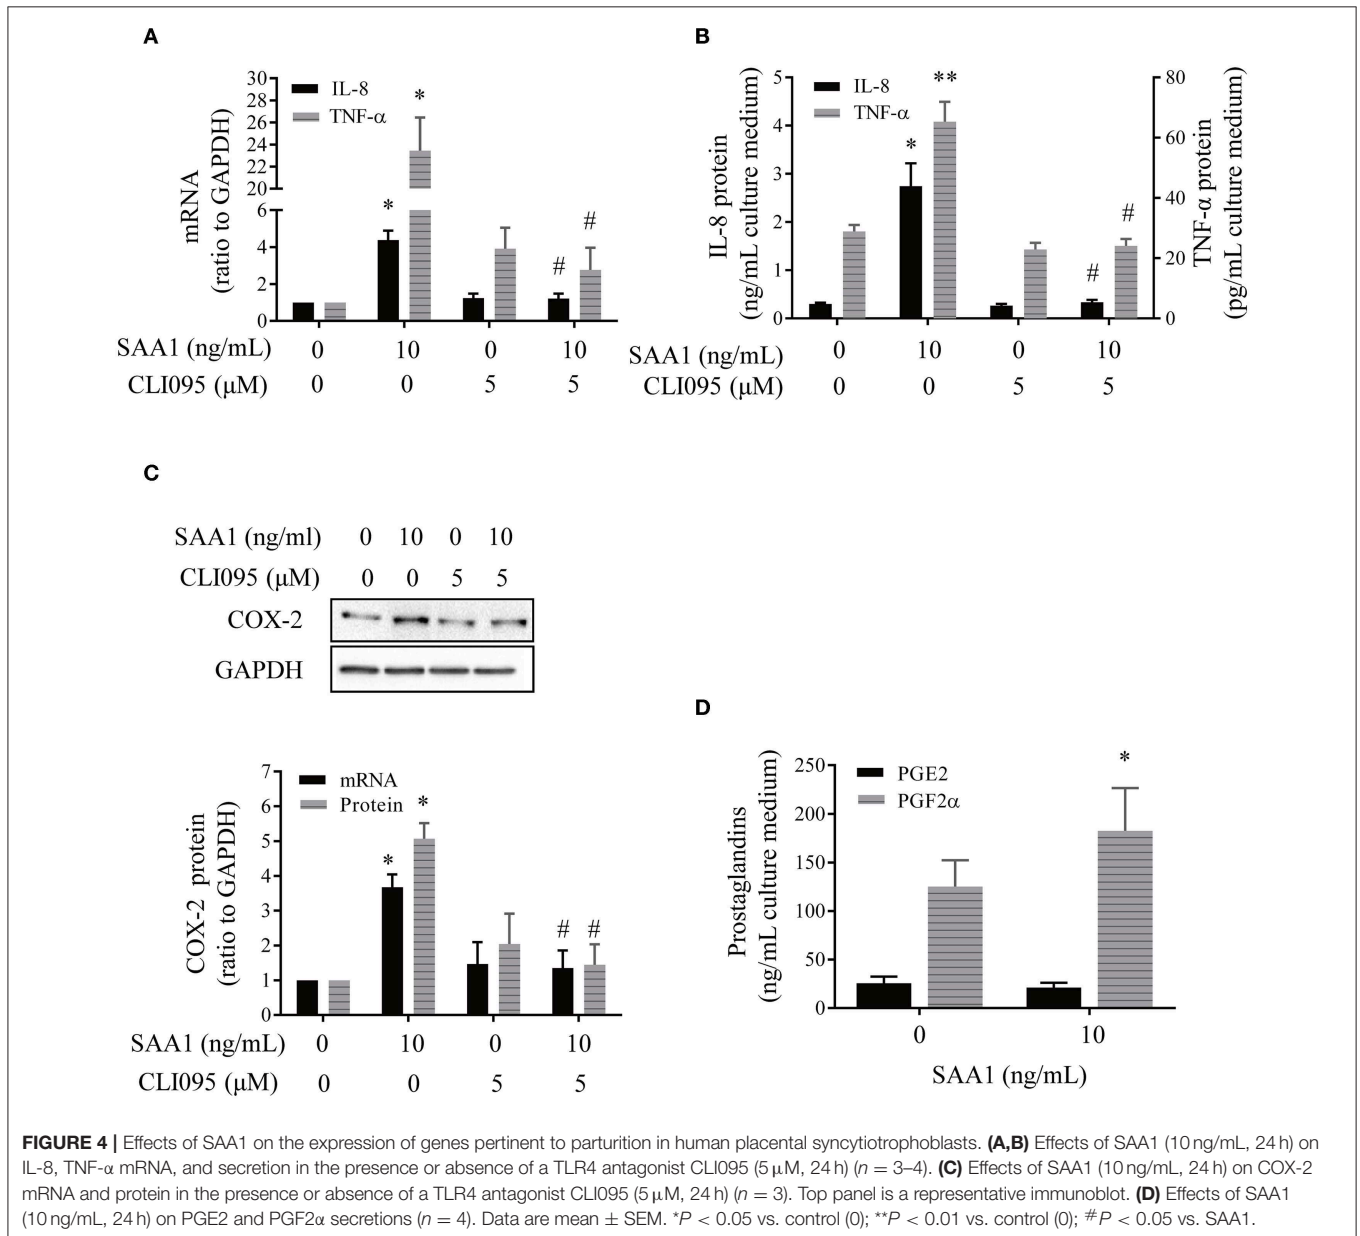 A
30
28
26
24
22
20
6
4
2
0
mRNA
(ratio to GAPDH)
IL-8
TNF-α
*
*
#
#
SAA1 (ng/mL) 0 10 0 10
CLI095 (μM) 0 0 5 5
B
5
4
3
2
1
0
IL-8 protein
(ng/mL culture medium)
IL-8
TNF-α
*
**
#
#
80
60
40
20
0
TNF-α protein
(pg/mL culture medium)
SAA1 (ng/mL) 0 10 0 10
CLI095 (μM) 0 0 5 5
C
SAA1 (ng/ml) 0 10 0 10
CLI095 (μM) 0 0 5 5
COX-2
GAPDH
7
6
5
4
3
2
1
0
COX-2 protein
(ratio to GAPDH)
mRNA
Protein
*
*
# #
SAA1 (ng/mL) 0 10 0 10
CLI095 (μM) 0 0 5 5
D
250
200
150
100
50
0
Prostaglandins
(ng/mL culture medium)
PGE2
PGF2α
*
0 10
SAA1 (ng/mL)
FIGURE 4 | Effects of SAA1 on the expression of genes pertinent to parturition in human placental syncytiotrophoblasts. (A,B) Effects of SAA1 (10 ng/mL, 24 h) on
IL-8, TNF-α mRNA, and secretion in the presence or absence of a TLR4 antagonist CLI095 (5 μM, 24 h) (n = 3–4). (C) Effects of SAA1 (10 ng/mL, 24 h) on COX-2
mRNA and protein in the presence or absence of a TLR4 antagonist CLI095 (5 μM, 24 h) (n = 3). Top panel is a representative immunoblot. (D) Effects of SAA1
(10 ng/mL, 24 h) on PGE2 and PGF2α secretions (n = 4). Data are mean ± SEM. *P < 0.05 vs. control (0); **P < 0.01 vs. control (0); #P < 0.05 vs. SAA1.